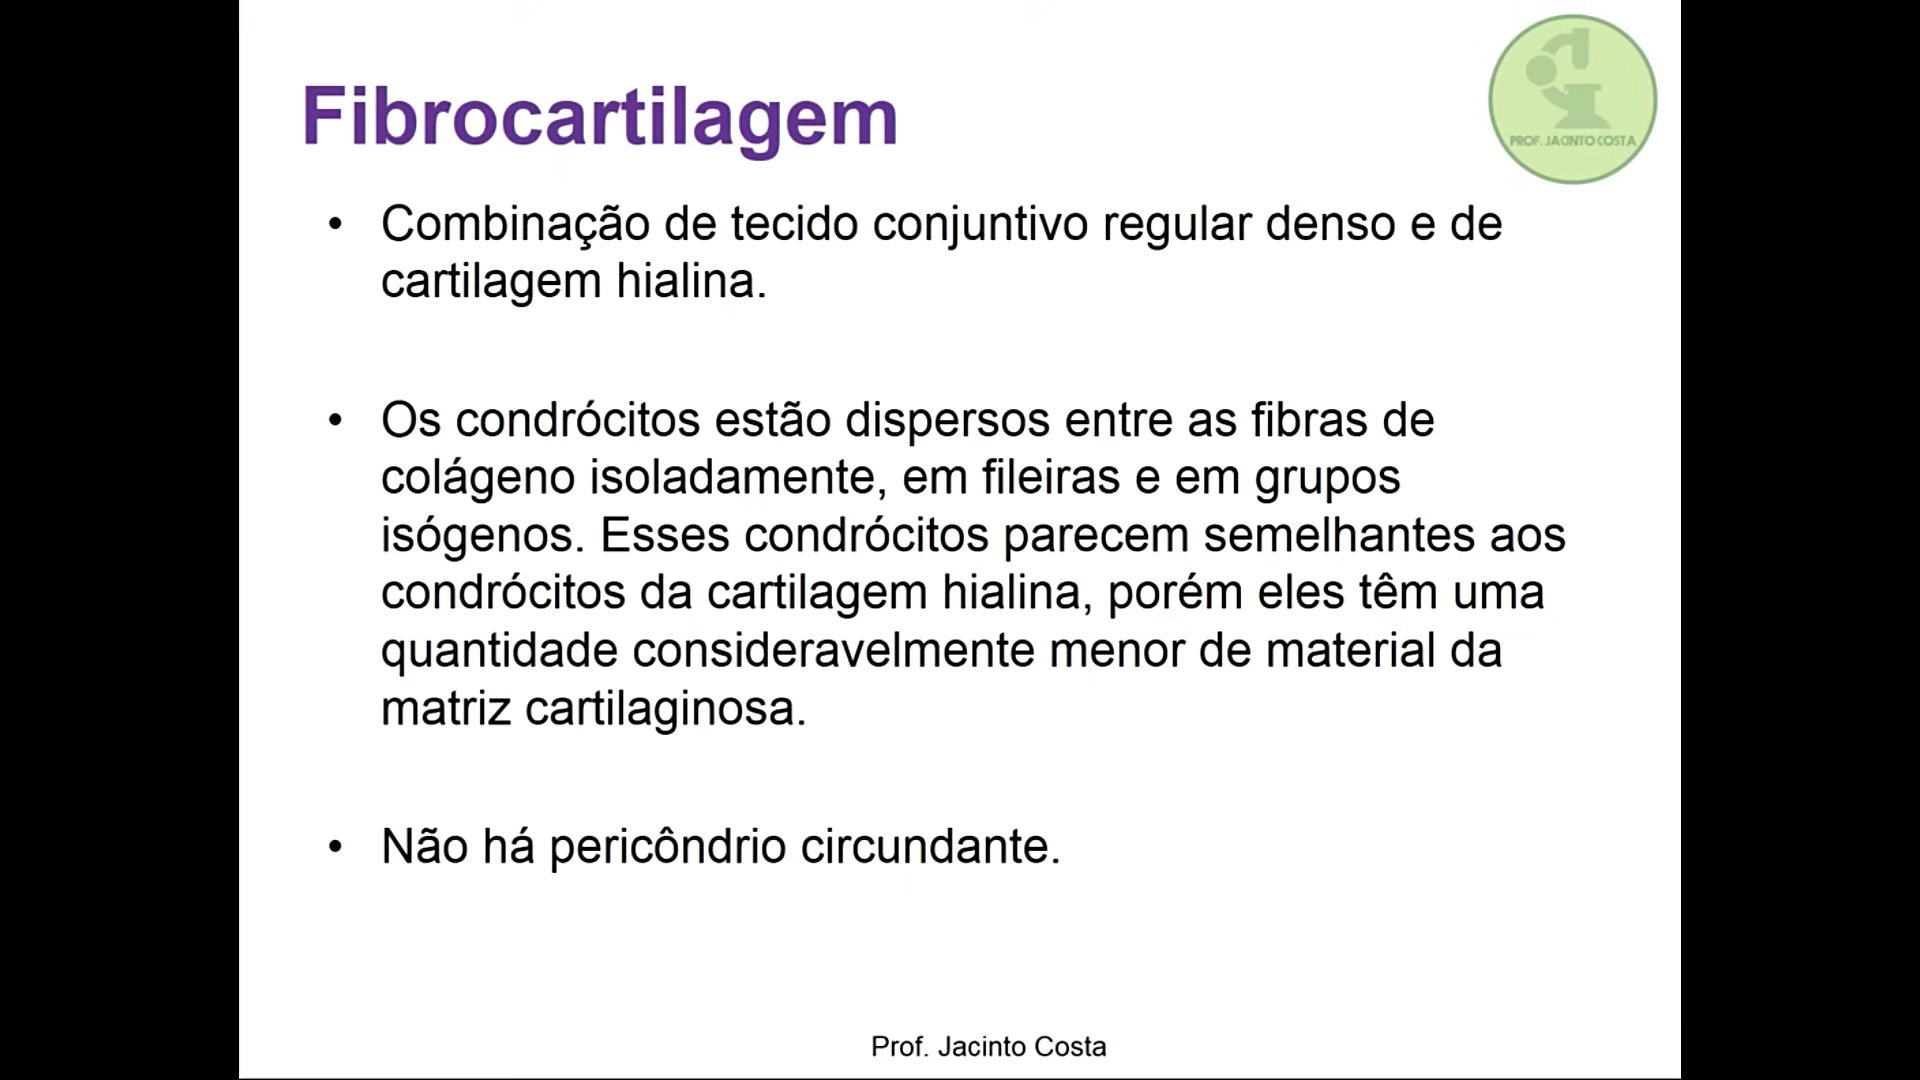 Fibrocartilagem
PROF. JACINTO COSTA
• Combinação de tecido conjuntivo regular denso e de
cartilagem hialina.
• Os condrócitos estão dispersos entre as fibras de
colágeno isoladamente, em fileiras e em grupos
isógenos. Esses condrócitos parecem semelhantes aos
condrócitos da cartilagem hialina, porém eles têm uma
quantidade consideravelmente menor de material da
matriz cartilaginosa.
• Não há pericôndrio circundante.
Prof. Jacinto Costa